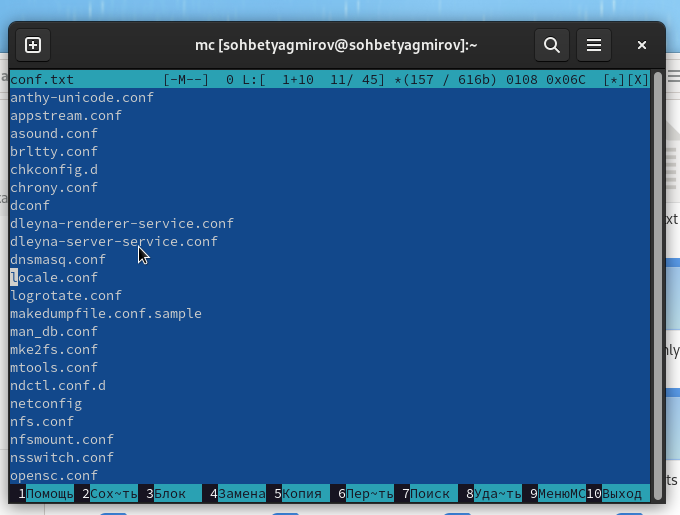 mc [sohbetyagmirov@sohbetyagmirov]:~
conf.txt [-M--] 0 L:[ 1+10 11/ 45] *(157 / 616b) 0108 0x06C [*][X]
anthy-unicode.conf
appstream.conf
asound.conf
brltty.conf
chkconfig.d
chrony.conf
dconf
dleyna-renderer-service.conf
dleyna-server-service.conf
dnsmasq.conf
locale.conf
logrotate.conf
makedumpfile.conf.sample
man_db.conf
mke2fs.conf
mtools.conf
ndctl.conf.d
netconfig
nfs.conf
nfsmount.conf
nsswitch.conf
opensc.conf
1Помощь 2Сох~ть 3Блок 4Замена 5Копия 6Пер~ть 7Поиск 8Уда~ть 9МенюMC 10Выход